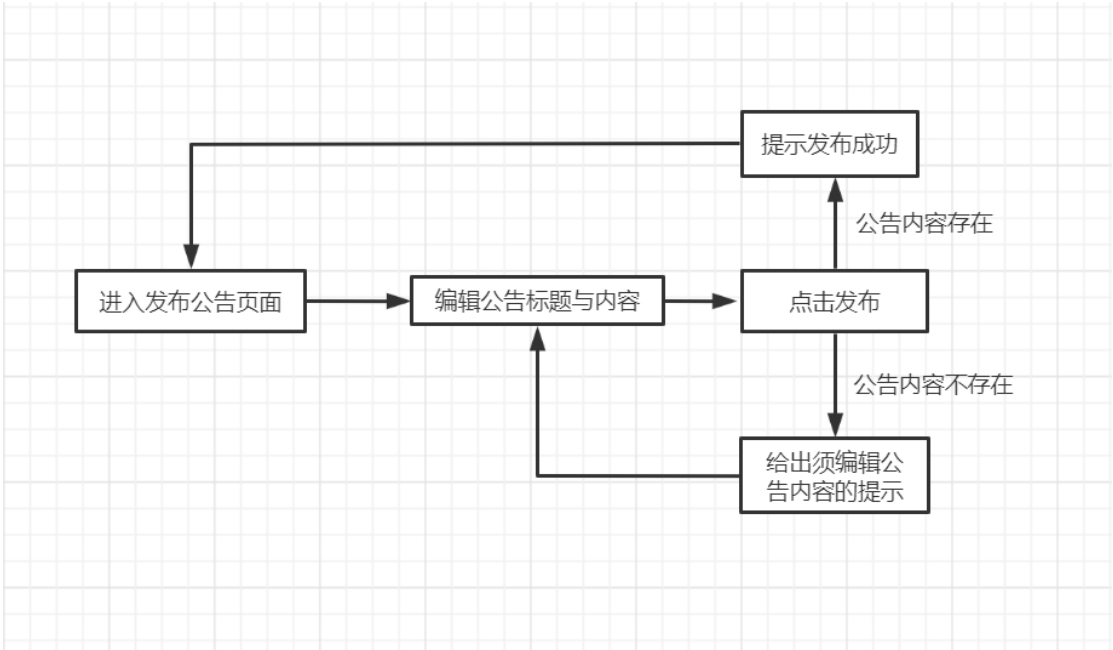 提示发布成功
公告内容存在
进入发布公告页面
编辑公告标题与内容
点击发布
公告内容不存在
给出须编辑公
告内容的提示